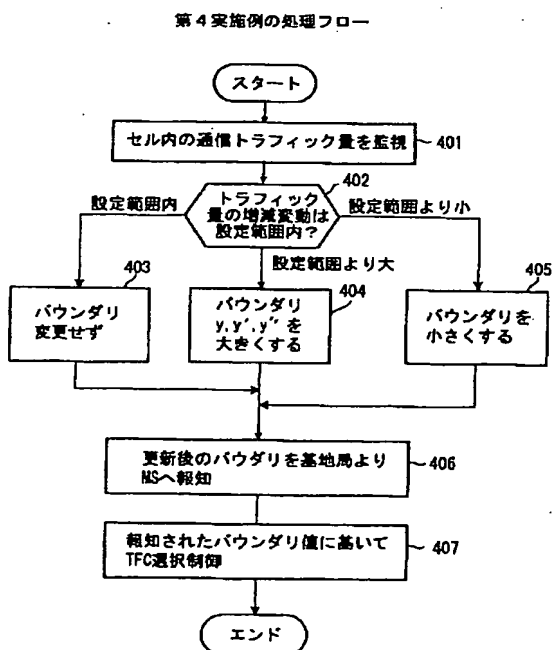 第4実施例の処理フロー
スタート
セル内の通信トラフィック量を監視
401
402
トラフィック
量の増減変動は
設定範囲内?
設定範囲内
設定範囲より小
設定範囲より大
403
バウンダリ
変更せず
404
バウンダリ
y,y',y''を
大きくする
405
バウンダリを
小さくする
更新後のバウダリを基地局より
MSへ報知
406
報知されたバウンダリ値に基いて
TFC選択制御
407
エンド